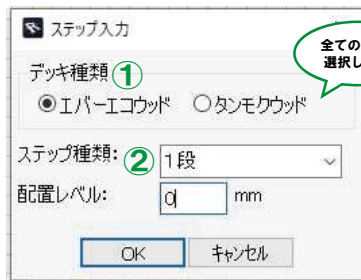 ステップ入力
全ての
選択し
デッキ種類 ①
エバーエコウッド タンモクウッド
ステップ種類: ② 1段
配置レベル: 0 mm
OK キャンセル